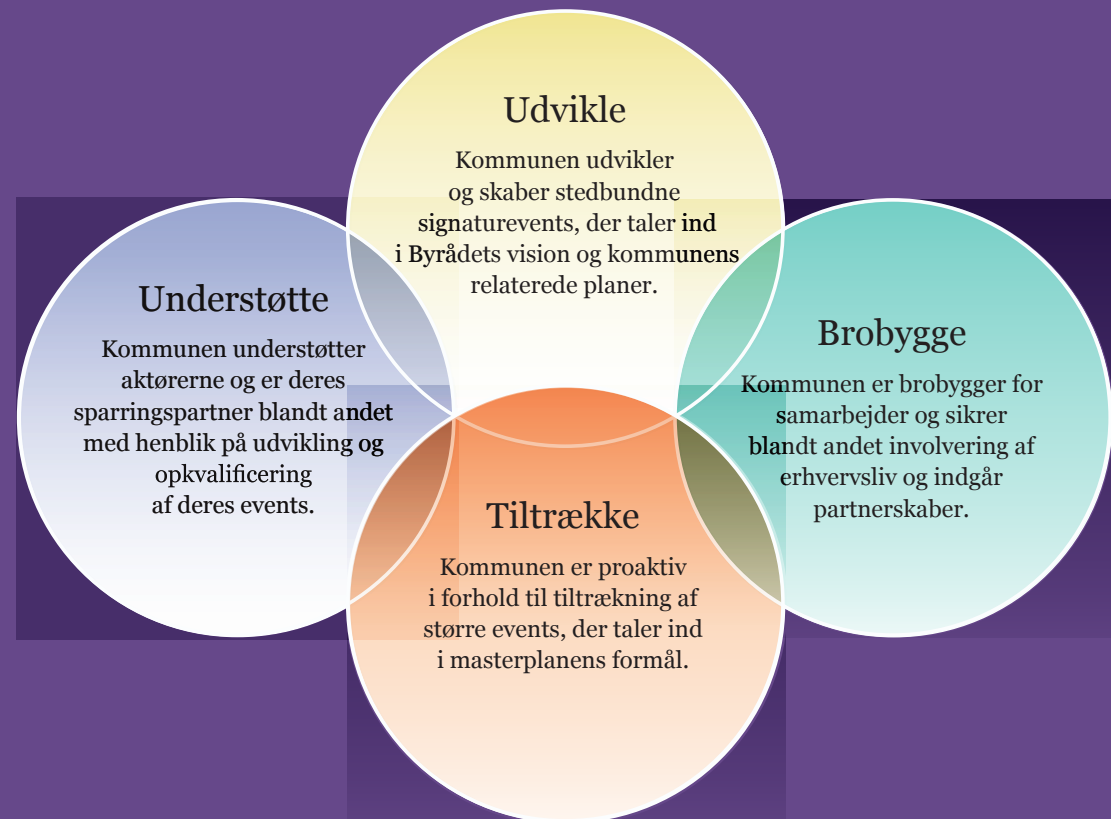 Udvikle
Kommunen udvikler
og skaber stedbundne
signaturevents, der taler ind
i Byrådets vision og kommunens
relaterede planer.
Understøtte
Kommunen understøtter
aktørerne og er deres
sparringspartner blandt andet
med henblik på udvikling og
opkvalificering
af deres events.
Brobygge
Kommunen er brobygger for
samarbejder og sikrer
blandt andet involvering af
erhvervsliv og indgår
partnerskaber.
Tiltrække
Kommunen er proaktiv
i forhold til tiltrækning af
større events, der taler ind
i masterplanens formål.